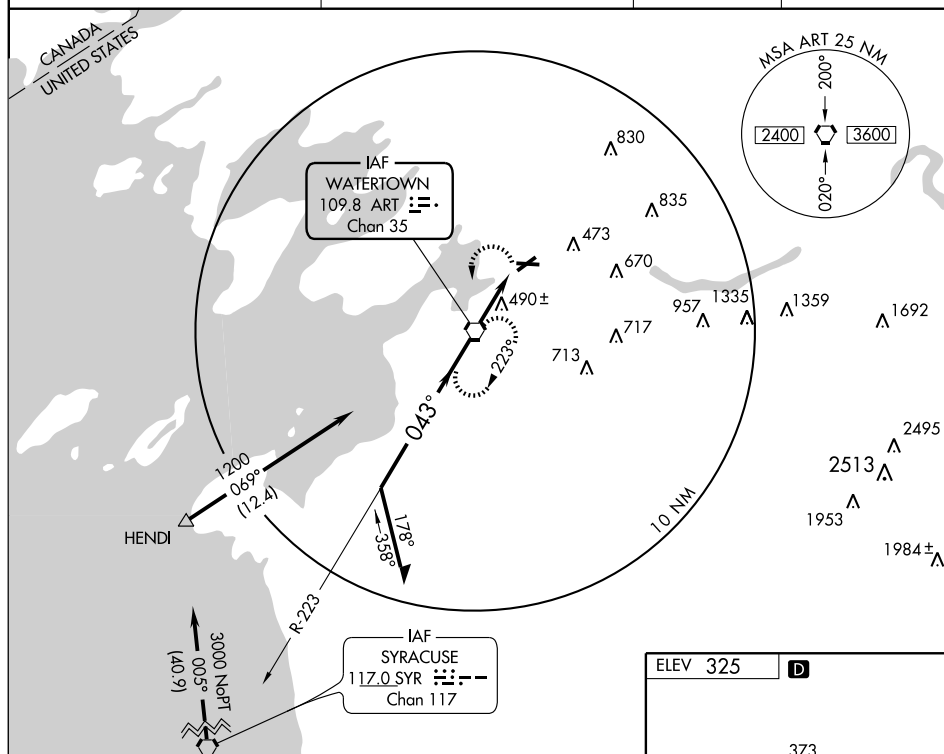 CANADA
UNITED STATES
MSA ART 25 NM
200°
2400
3600
020°
830
IAF
WATERTOWN
109.8 ART
Chan 35
835
473
670
490±
957
1335
1359
1692
717
713
223°
043°
2495
2513
1953
1984±
1200
069°
(12.4)
HENDI
178°
358°
10 NM
R-223
3000 NoPT
005°
(40.9)
IAF
SYRACUSE
117.0 SYR
Chan 117
ELEV 325
D
373